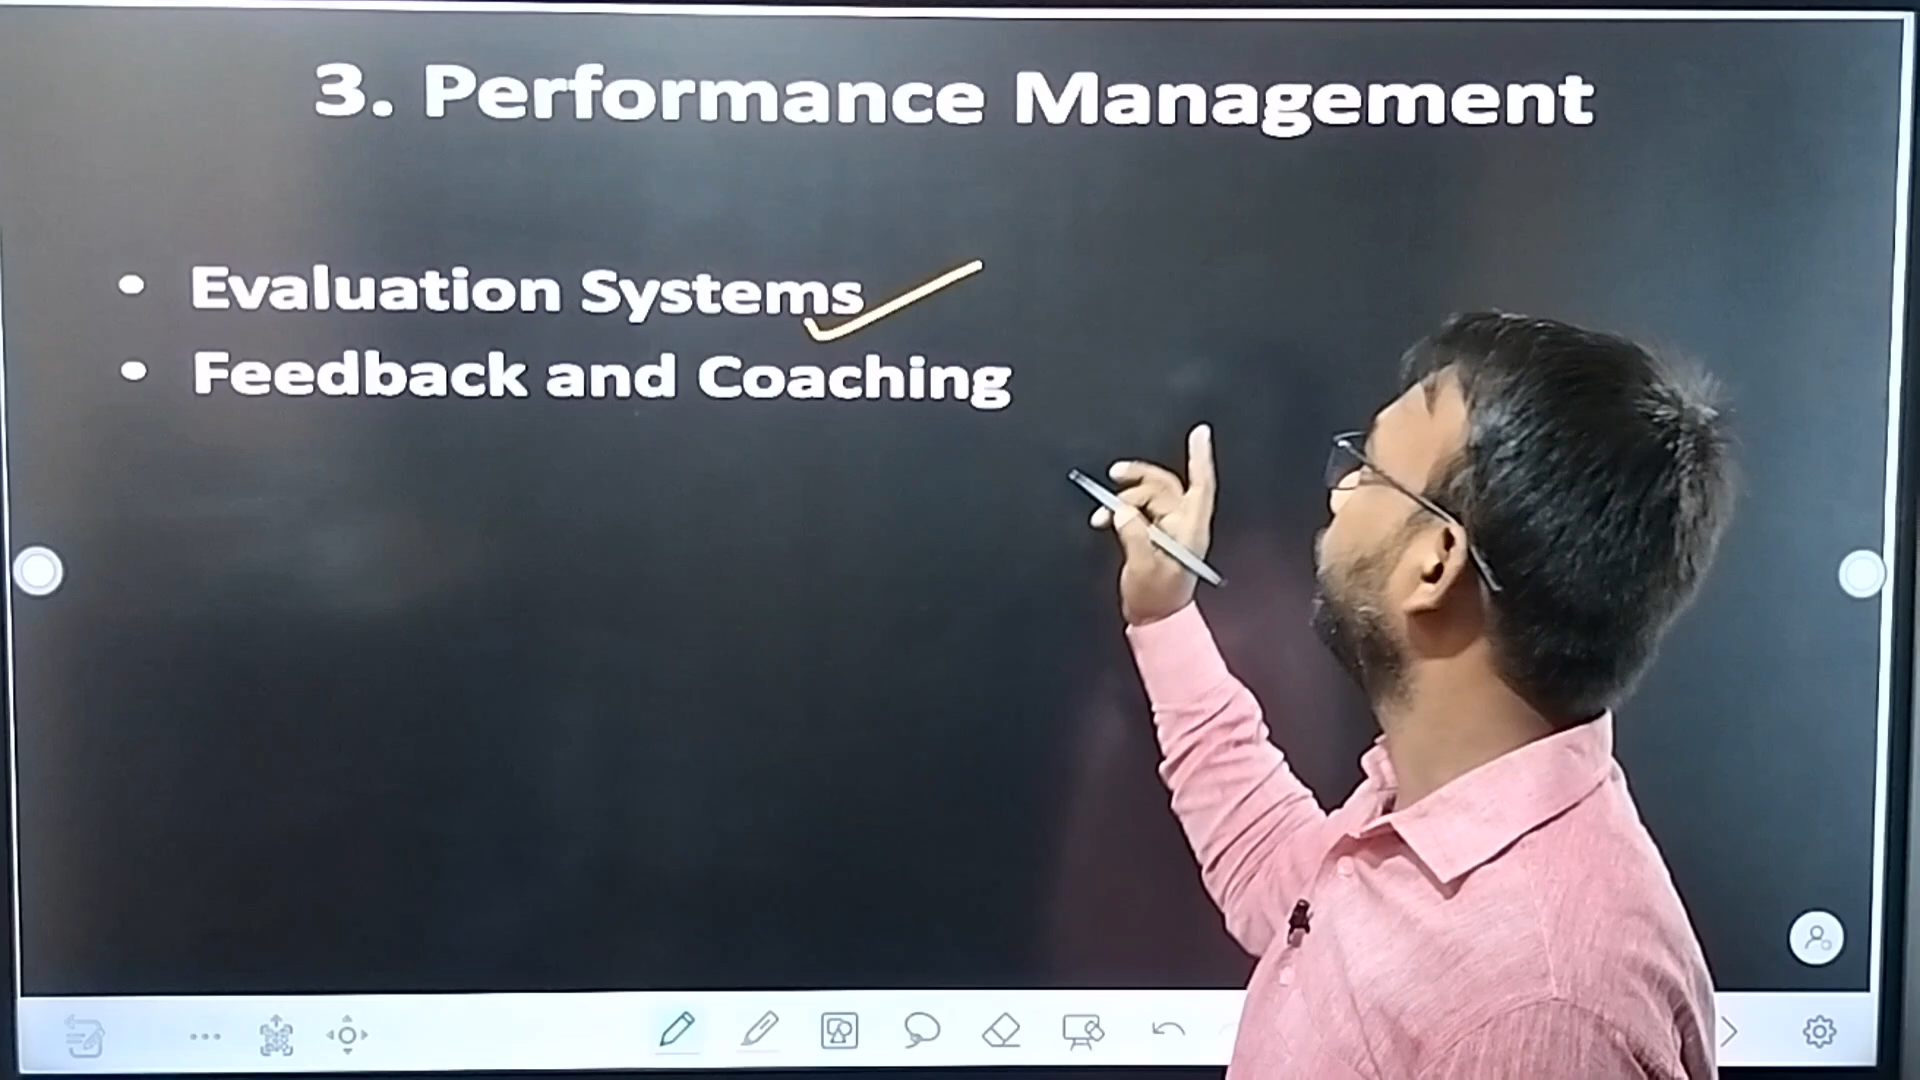 3. Performance Management
• Evaluation Systems
• Feedback and Coaching